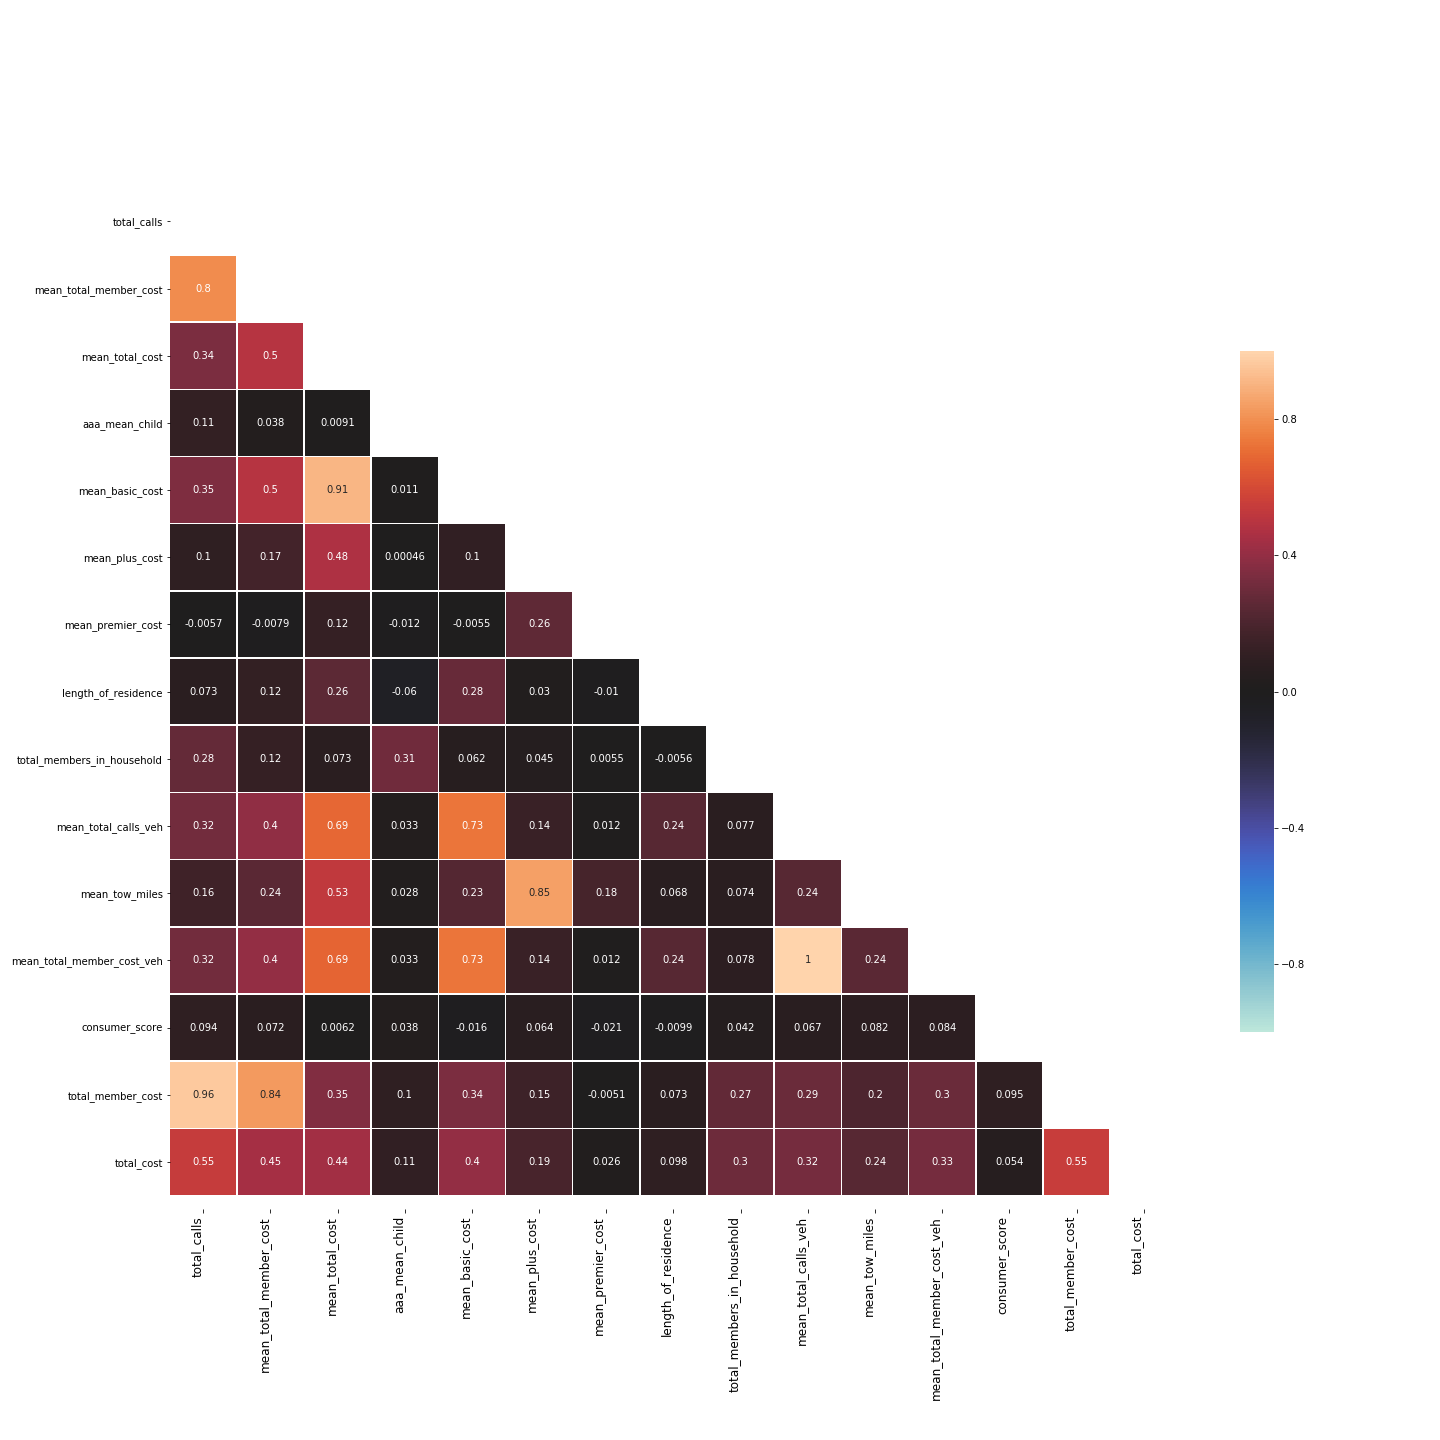 total_calls
mean_total_member_cost 0.8
mean_total_cost 0.34 0.5
aaa_mean_child 0.11 0.038 0.0091
mean_basic_cost 0.35 0.5 0.91 0.011
mean_plus_cost 0.1 0.17 0.48 0.00046 0.1
mean_premier_cost -0.0057 -0.0079 0.12 -0.012 -0.0055 0.26
length_of_residence 0.073 0.12 0.26 -0.06 0.28 0.03 -0.01
total_members_in_household 0.28 0.12 0.073 0.31 0.062 0.045 0.0055 -0.0056
mean_total_calls_veh 0.32 0.4 0.69 0.033 0.73 0.14 0.012 0.24 0.077
mean_tow_miles 0.16 0.24 0.53 0.028 0.23 0.85 0.18 0.068 0.074 0.24
mean_total_member_cost_veh 0.32 0.4 0.69 0.033 0.73 0.14 0.012 0.24 0.078 1 0.24
consumer_score 0.094 0.072 0.0062 0.038 -0.016 0.064 -0.021 -0.0099 0.042 0.067 0.082 0.084
total_member_cost 0.96 0.84 0.35 0.1 0.34 0.15 -0.0051 0.073 0.27 0.29 0.2 0.3 0.095
total_cost 0.55 0.45 0.44 0.11 0.4 0.19 0.026 0.098 0.3 0.32 0.24 0.33 0.054 0.55
total_calls
mean_total_member_cost
mean_total_cost
aaa_mean_child
mean_basic_cost
mean_plus_cost
mean_premier_cost
length_of_residence
total_members_in_household
mean_total_calls_veh
mean_tow_miles
mean_total_member_cost_veh
consumer_score
total_member_cost
total_cost
0.8
0.4
0.0
−0.4
−0.8